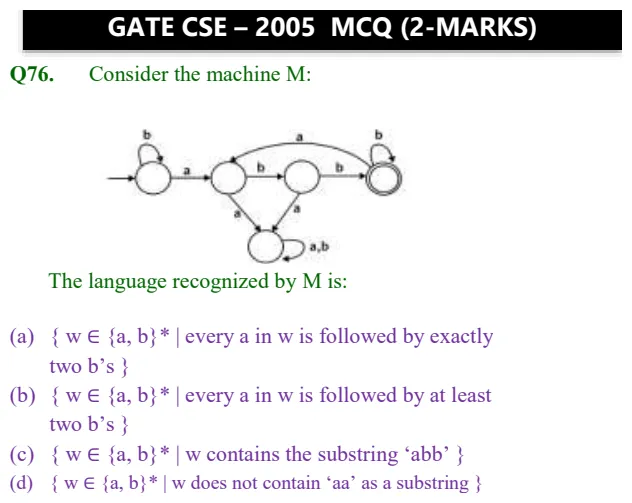 GATE CSE – 2005 MCQ (2-MARKS)
Q76. Consider the machine M:
b
a
b
a
b
b
a
a
a,b
The language recognized by M is:
(a) { w ∈ {a, b}* | every a in w is followed by exactly
two b’s }
(b) { w ∈ {a, b}* | every a in w is followed by at least
two b’s }
(c) { w ∈ {a, b}* | w contains the substring ‘abb’ }
(d) { w ∈ {a, b}* | w does not contain ‘aa’ as a substring }